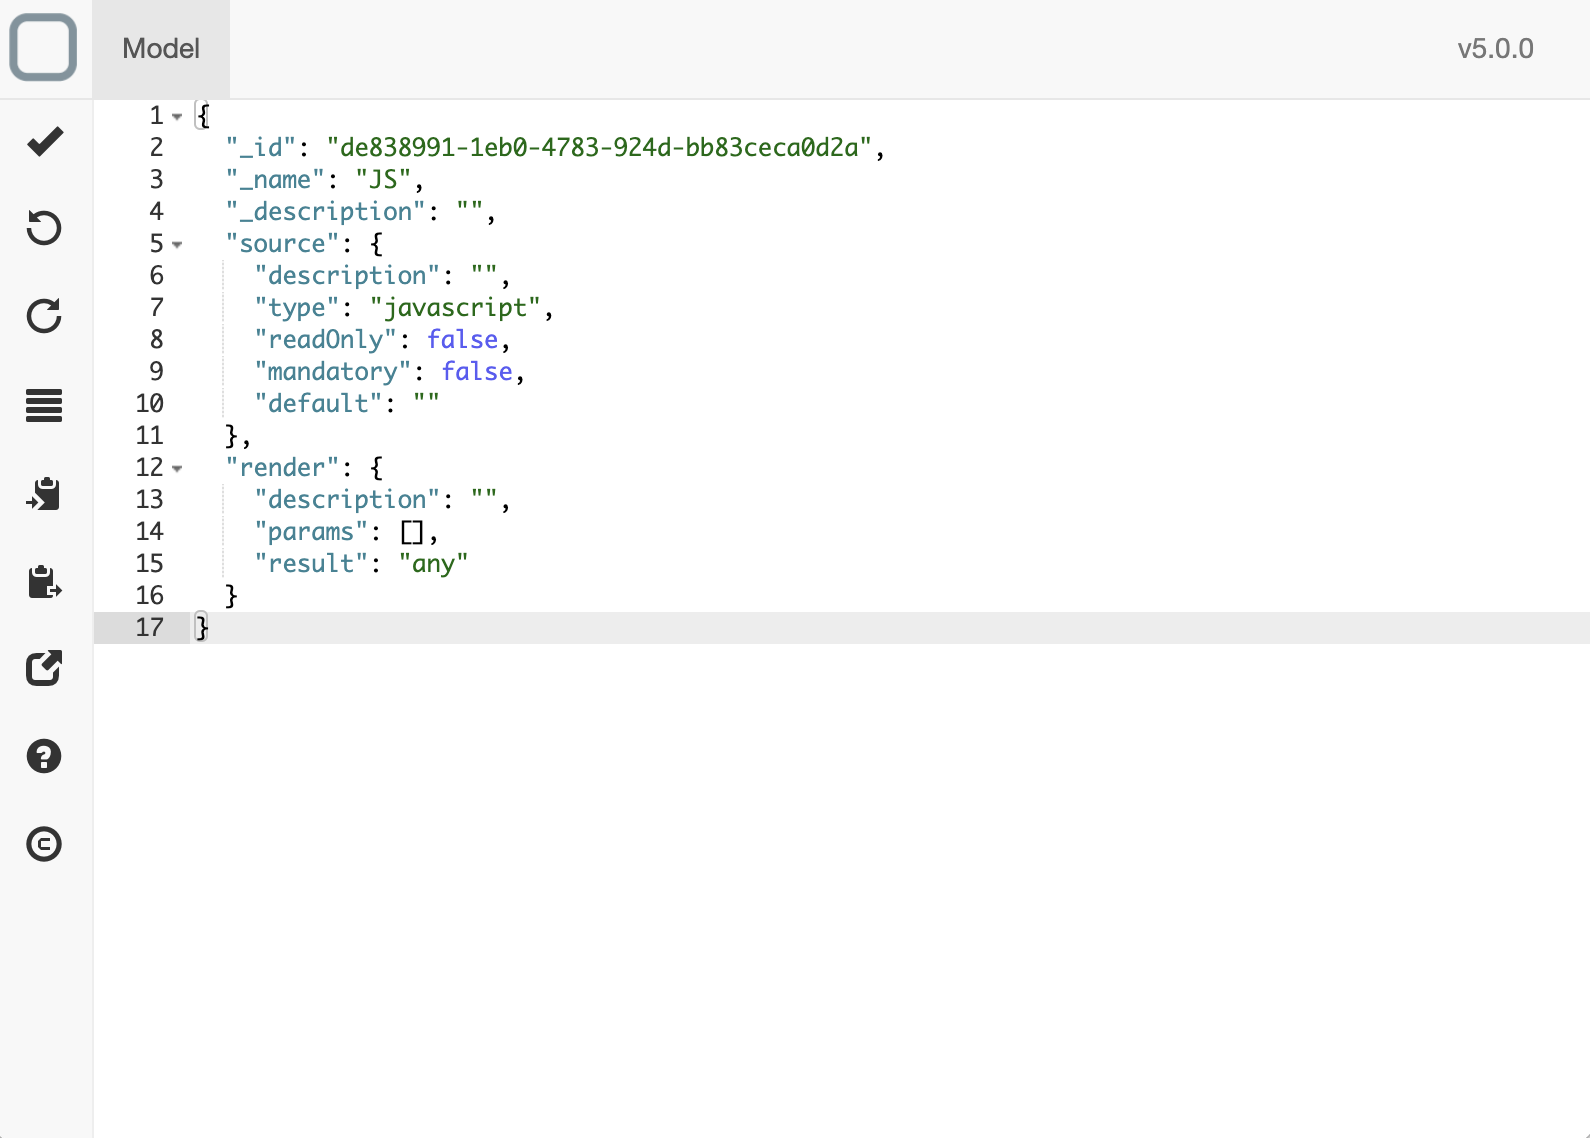 Model
v5.0.0
1 {
2 "_id": "de838991-1eb0-4783-924d-bb83ceca0d2a",
3 "_name": "JS",
4 "_description": "",
5 "source": {
6 "description": "",
7 "type": "javascript",
8 "readOnly": false,
9 "mandatory": false,
10 "default": ""
11 },
12 "render": {
13 "description": "",
14 "params": [],
15 "result": "any"
16 }
17 }